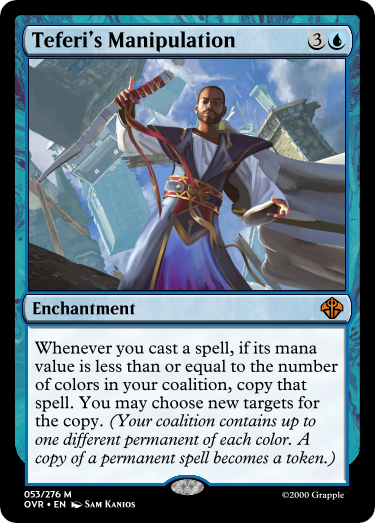 Teferi's Manipulation 3
Enchantment
Whenever you cast a spell, if its mana
value is less than or equal to the number
of colors in your coalition, copy that
spell. You may choose new targets for
the copy. (Your coalition contains up to
one different permanent of each color. A
copy of a permanent spell becomes a token.)
053/276 M
OVR • EN Sam Kanios
©2000 Grapple